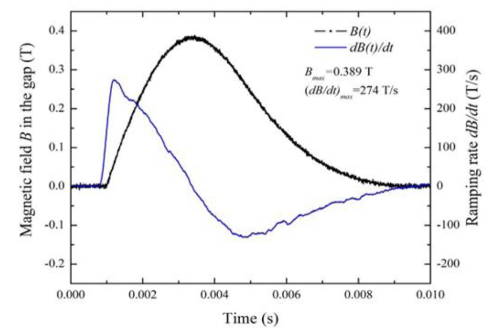 B(t)
dB(t)/dt
B_max=0.389 T
(dB/dt)_max=274 T/s
Magnetic field B in the gap (T)
0.4
0.3
0.2
0.1
0.0
-0.1
-0.2
400
300
200
100
0
-100
-200
Ramping rate dB/dt (T/s)
0.000 0.002 0.004 0.006 0.008 0.010
Time (s)